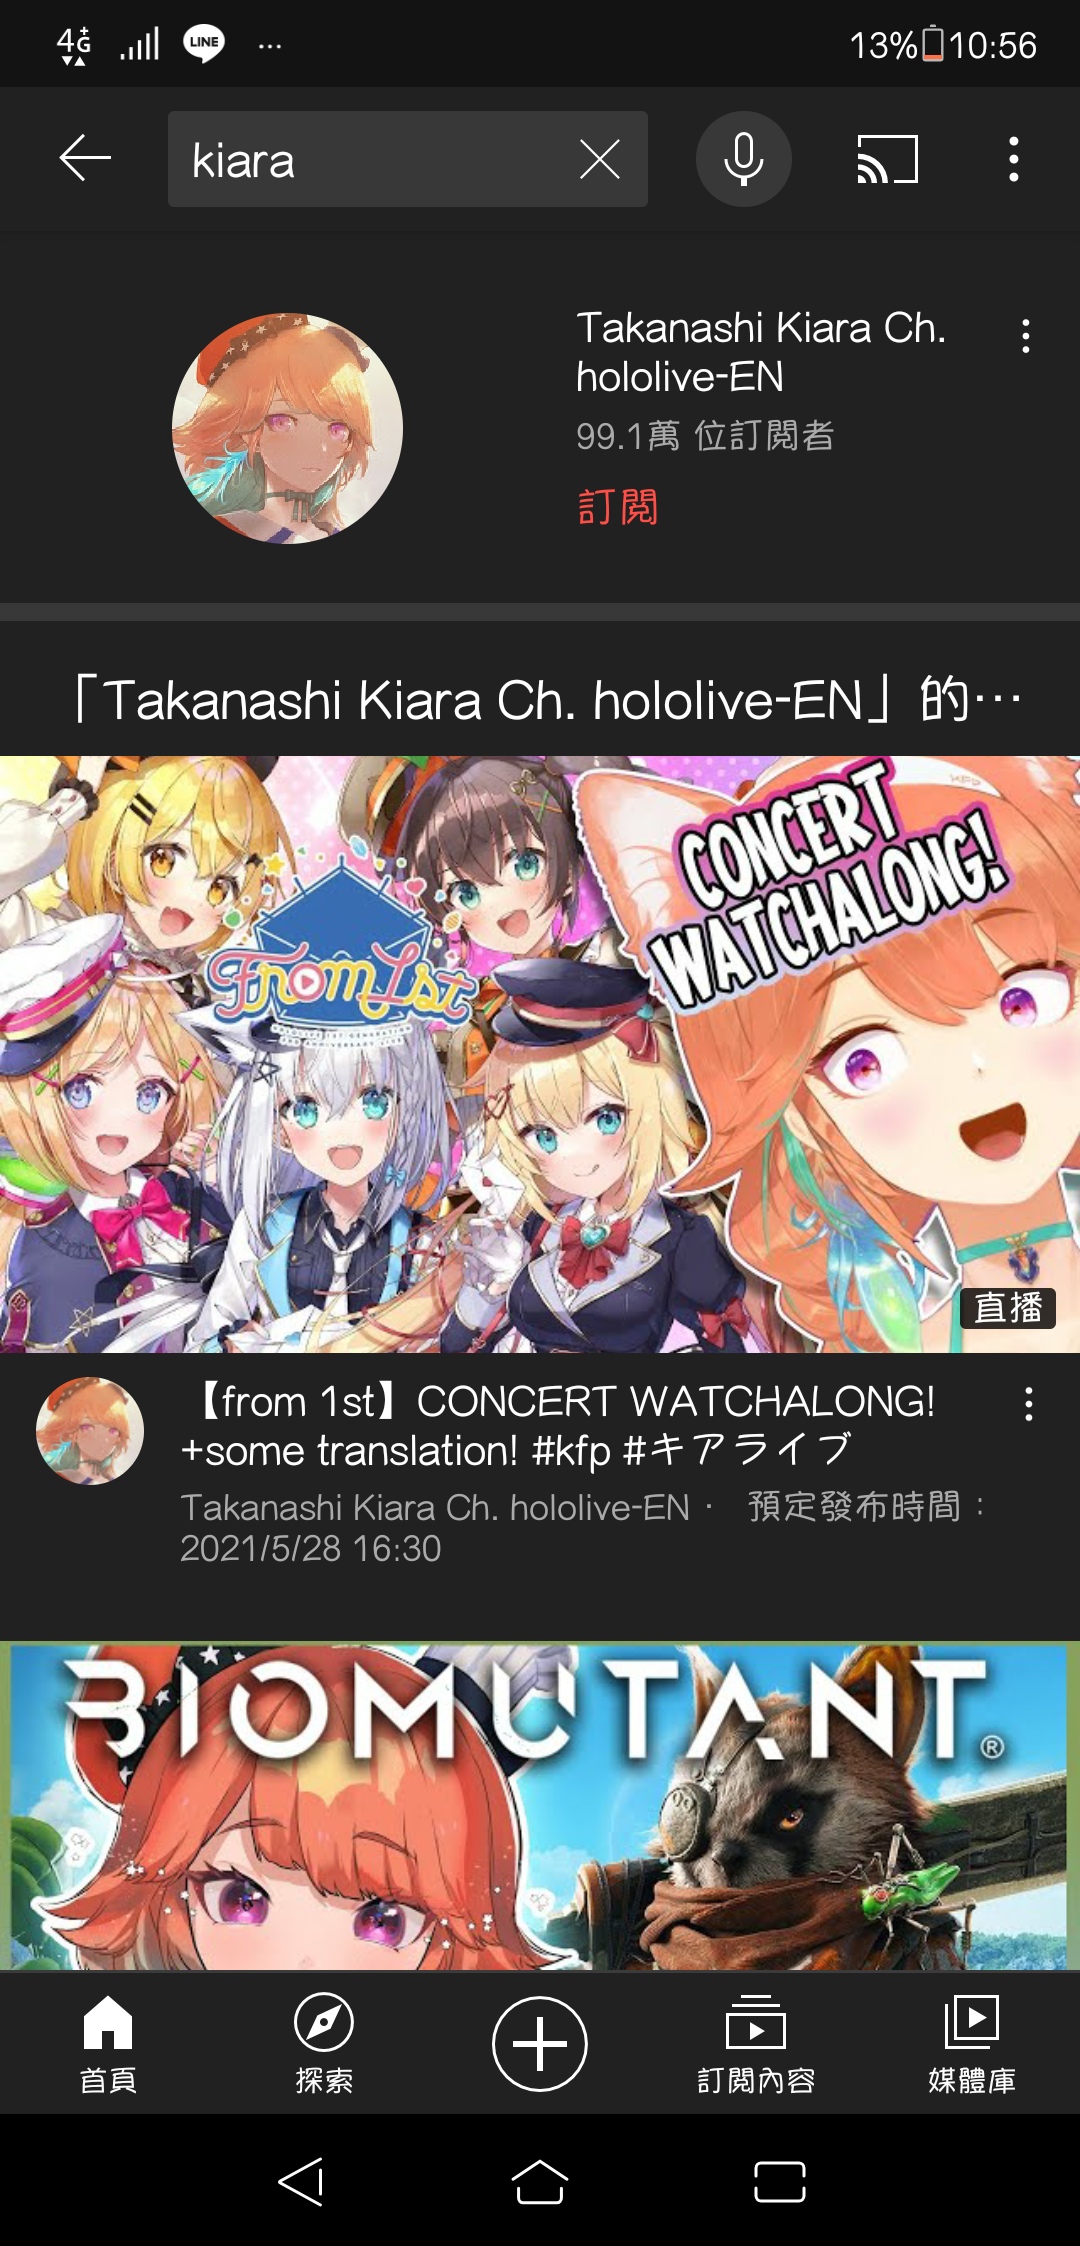 4G+ LINE ... 13% 10:56
kiara
Takanashi Kiara Ch.
hololive-EN
99.1萬 位訂閱者
訂閱
「Takanashi Kiara Ch. hololive-EN」的…
CONCERT
WATCHALONG!
From 1st
直播
【from 1st】CONCERT WATCHALONG!
+some translation! #kfp #キアライブ
Takanashi Kiara Ch. hololive-EN · 預定發布時間：
2021/5/28 16:30
BIOMUTANT®
首頁 探索 訂閱內容 媒體庫